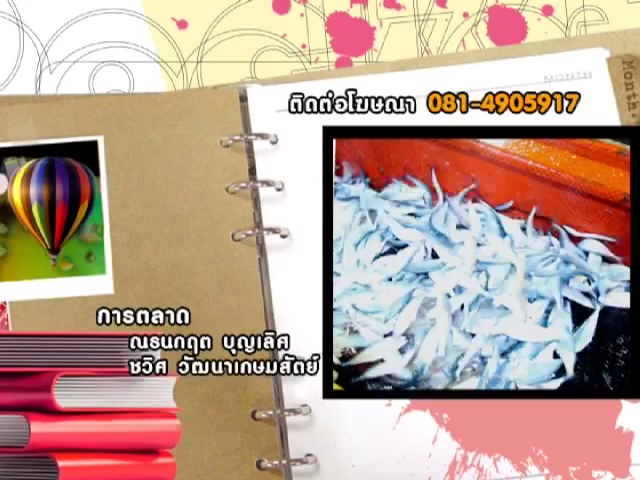 ติดต่อโฆษณา 081-4905917
Month.
การตลาด
ณธนกฤต บุญเลิศ
ชวิศ วัฒนาเกษมสัตย์